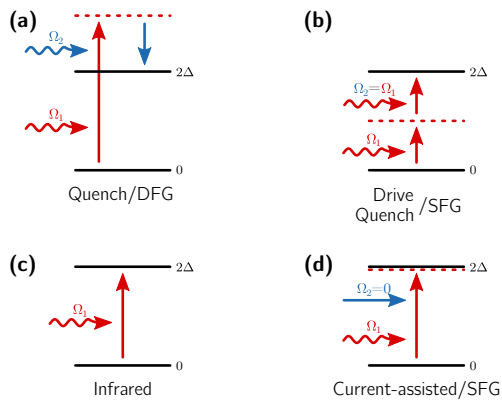 (a)
Ω₂
2Δ
Ω₁
0
Quench/DFG
(b)
2Δ
Ω₂=Ω₁
Ω₁
0
Drive
Quench /SFG
(c)
2Δ
Ω₁
0
Infrared
(d)
2Δ
Ω₂=0
Ω₁
0
Current-assisted/SFG